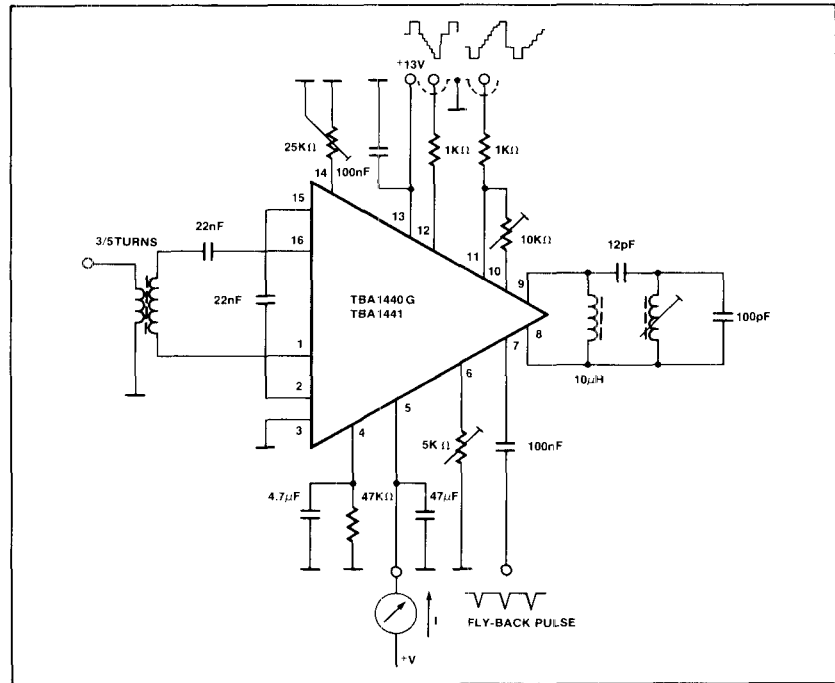 +13V
25KΩ
100nF
1KΩ
1KΩ
14
15
13
22nF
12
3/5 TURNS
16
11
10KΩ
12pF
10
9
22nF
TBA1440G
TBA1441
8
100pF
1
7
10μH
2
6
3
5
5KΩ
4
100nF
4.7μF
47KΩ
47μF
I
FLY-BACK PULSE
+V